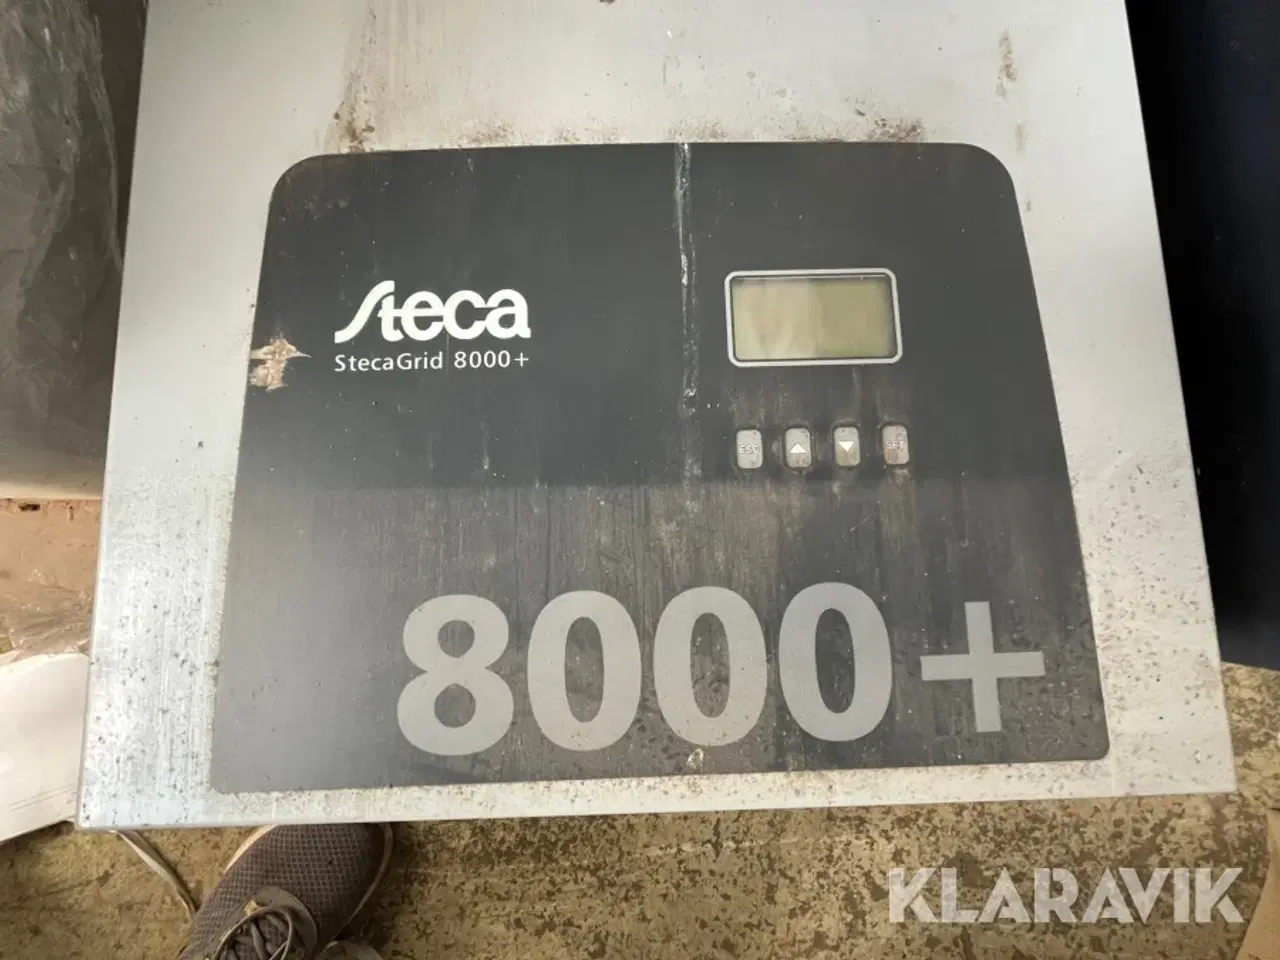 Steca
StecaGrid 8000+
ESC
SET
8000+
KLARAVIK